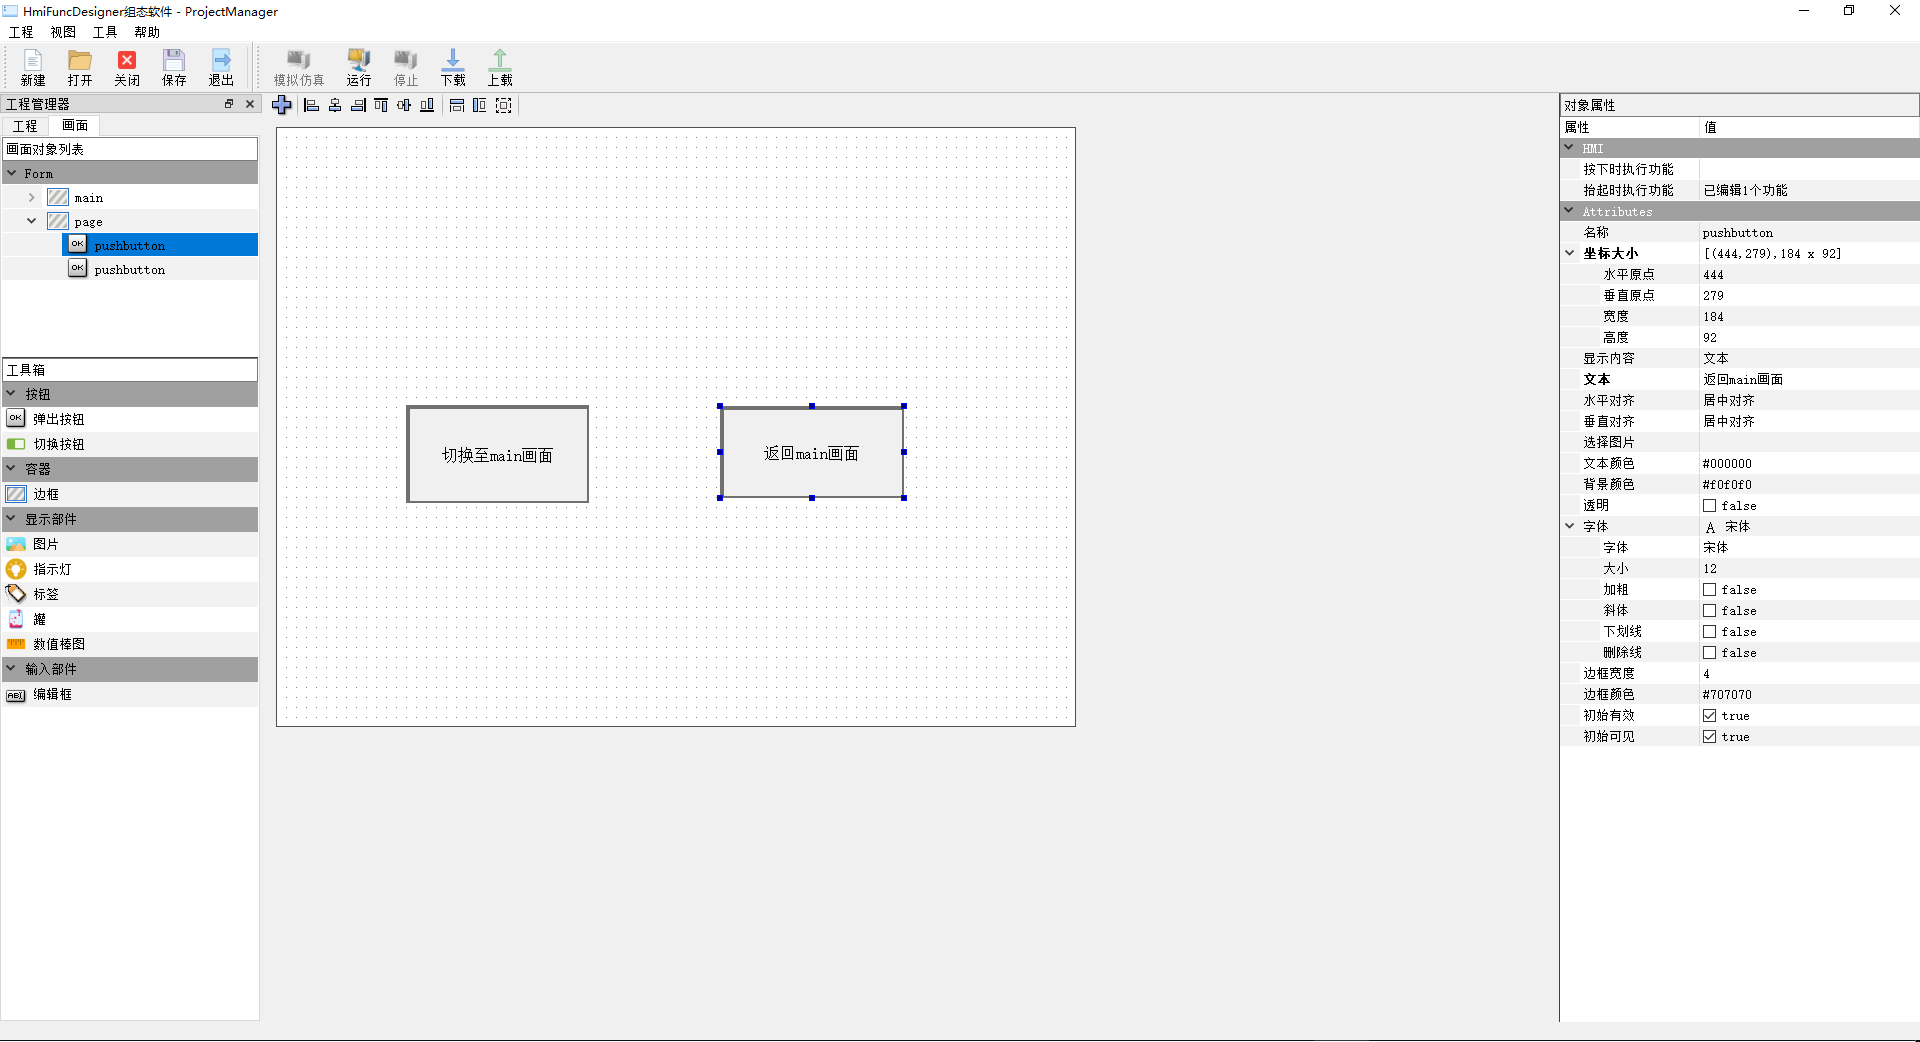 HmiFuncDesigner组态软件 - ProjectManager
工程 视图 工具 帮助
新建 打开 关闭 保存 退出 模拟仿真 运行 停止 下载 上载
工程管理器
工程 画面
画面对象列表
Form
main
page
OK pushbutton
OK pushbutton
工具箱
按钮
OK 弹出按钮
切换按钮
容器
边框
显示部件
图片
指示灯
标签
罐
数值棒图
输入部件
ABI 编辑框
切换至main画面
返回main画面
对象属性
属性 值
HMI
按下时执行功能
抬起时执行功能 已编辑1个功能
Attributes
名称 pushbutton
坐标大小 [(444,279),184 x 92]
水平原点 444
垂直原点 279
宽度 184
高度 92
显示内容 文本
文本 返回main画面
水平对齐 居中对齐
垂直对齐 居中对齐
选择图片
文本颜色 #000000
背景颜色 #f0f0f0
透明 false
字体 A 宋体
字体 宋体
大小 12
加粗 false
斜体 false
下划线 false
删除线 false
边框宽度 4
边框颜色 #707070
初始有效 true
初始可见 true